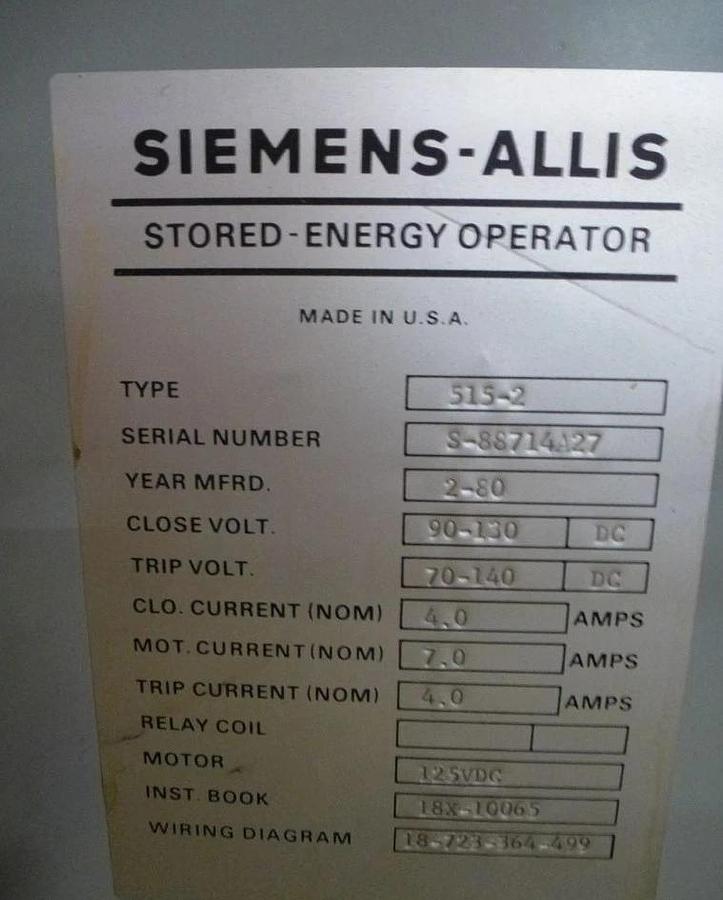 SIEMENS-ALLIS
STORED-ENERGY OPERATOR
MADE IN U.S.A.
TYPE 515-2
SERIAL NUMBER S-88714A27
YEAR MFRD. 2-80
CLOSE VOLT. 90-130 DC
TRIP VOLT. 70-140 DC
CLO. CURRENT (NOM) 4.0 AMPS
MOT. CURRENT (NOM) 7.0 AMPS
TRIP CURRENT (NOM) 4.0 AMPS
RELAY COIL
MOTOR 125VDC
INST. BOOK 18X-10065
WIRING DIAGRAM 18-723-364-499